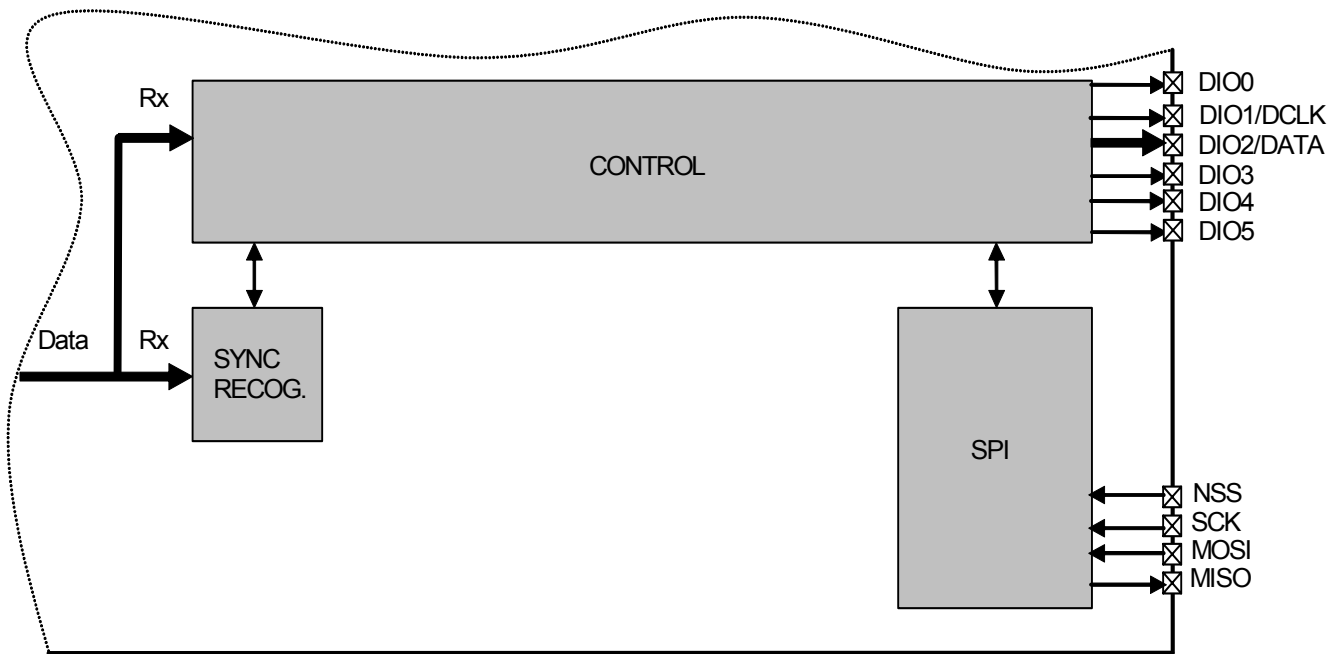 Rx
DIO0
DIO1/DCLK
DIO2/DATA
DIO3
DIO4
DIO5
CONTROL
Data
Rx
SYNC
RECOG.
SPI
NSS
SCK
MOSI
MISO